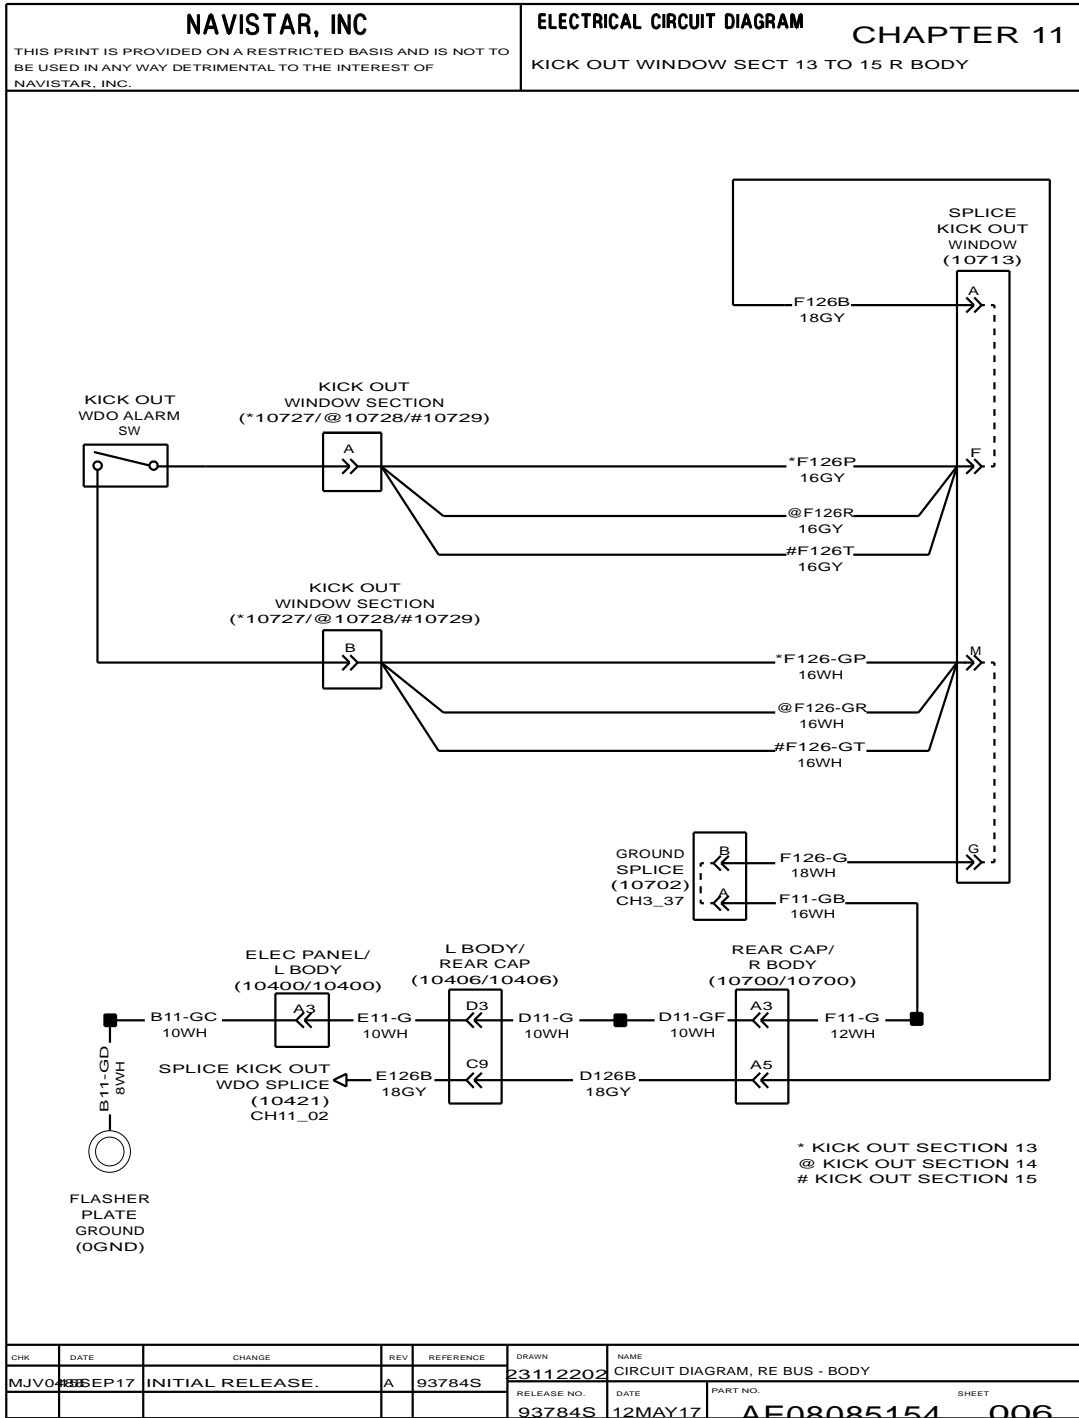 NAVISTAR, INC
THIS PRINT IS PROVIDED ON A RESTRICTED BASIS AND IS NOT TO
BE USED IN ANY WAY DETRIMENTAL TO THE INTEREST OF
NAVISTAR, INC.
ELECTRICAL CIRCUIT DIAGRAM
CHAPTER 11
KICK OUT WINDOW SECT 13 TO 15 R BODY
SPLICE
KICK OUT
WINDOW
(10713)
A
F126B
18GY
KICK OUT
WDO ALARM
SW
KICK OUT
WINDOW SECTION
(*10727/@10728/#10729)
A
*F126P
16GY
F
@F126R
16GY
#F126T
16GY
KICK OUT
WINDOW SECTION
(*10727/@10728/#10729)
B
*F126-GP
16WH
M
@F126-GR
16WH
#F126-GT
16WH
GROUND
SPLICE
(10702)
CH3_37
B
F126-G
18WH
G
A
F11-GB
16WH
ELEC PANEL/
L BODY
(10400/10400)
L BODY/
REAR CAP
(10406/10406)
REAR CAP/
R BODY
(10700/10700)
B11-GC
10WH
A3
E11-G
10WH
D3
D11-G
10WH
D11-GF
10WH
A3
F11-G
12WH
B11-GD
8WH
SPLICE KICK OUT
WDO SPLICE
(10421)
CH11_02
E126B
18GY
C9
D126B
18GY
A5
FLASHER
PLATE
GROUND
(0GND)
* KICK OUT SECTION 13
@ KICK OUT SECTION 14
# KICK OUT SECTION 15
CHK DATE CHANGE REV REFERENCE
SEP17 INITIAL RELEASE. A 93784S
DRAWN
23112202
NAME
CIRCUIT DIAGRAM, RE BUS - BODY
RELEASE NO.
93784S
DATE
12MAY17
PART NO.
AE08085154
SHEET
006